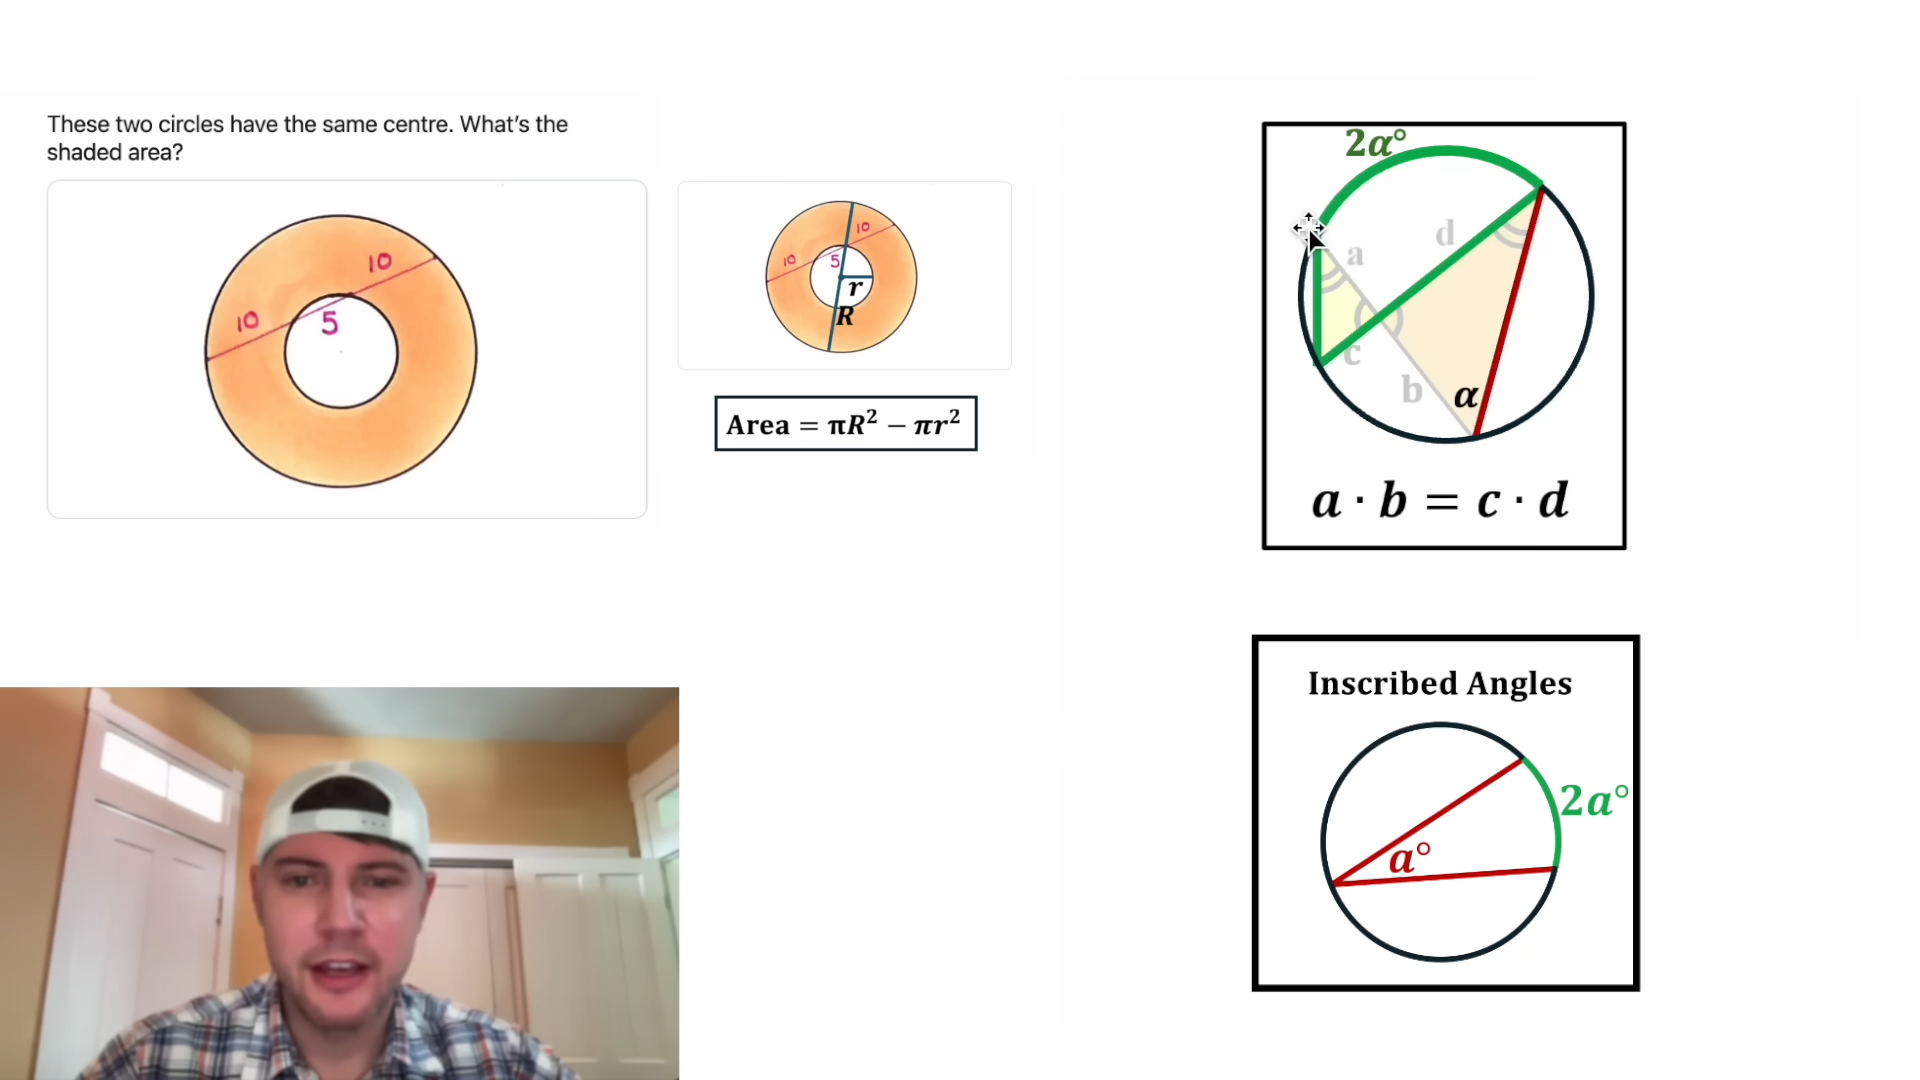 These two circles have the same centre. What's the
shaded area?
10
10
5
10
10
5
r
R
Area = πR² − πr²
2α°
a
d
c
b
α
a · b = c · d
Inscribed Angles
2a°
a°